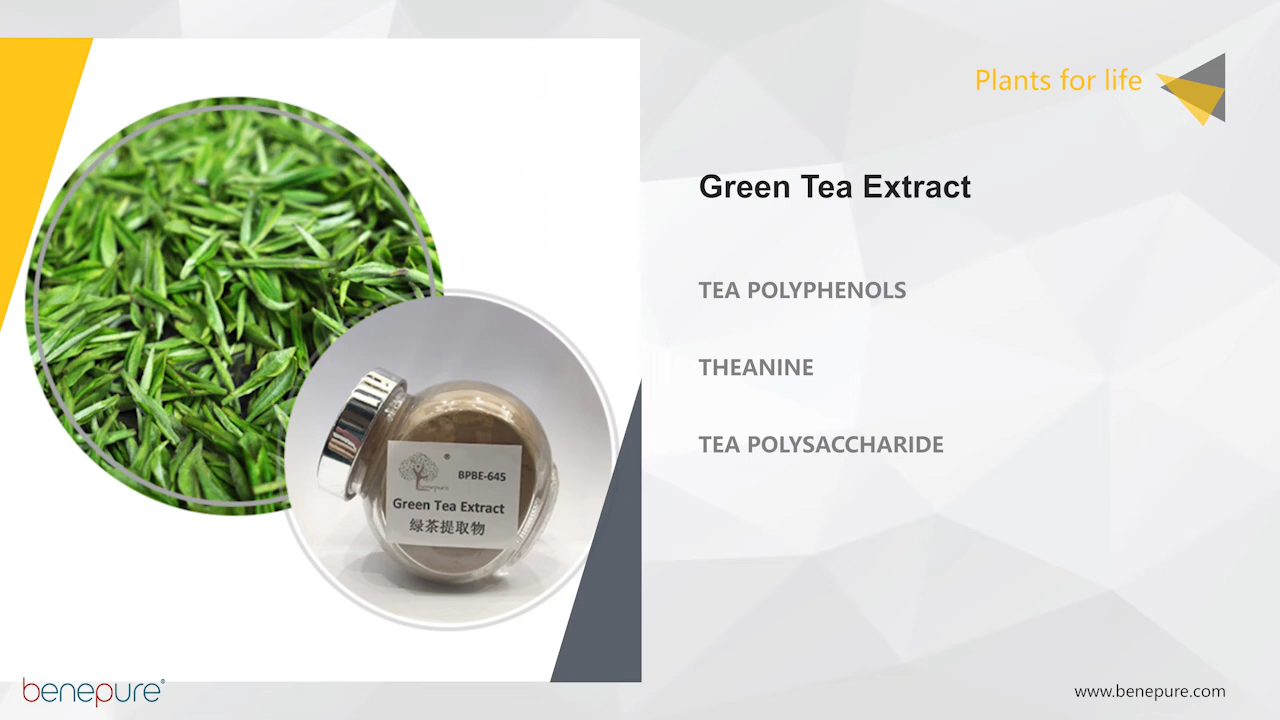 Plants for life
Green Tea Extract
TEA POLYPHENOLS
THEANINE
TEA POLYSACCHARIDE
benepure®
BPBE-645
Green Tea Extract
绿茶提取物
benepure®
www.benepure.com